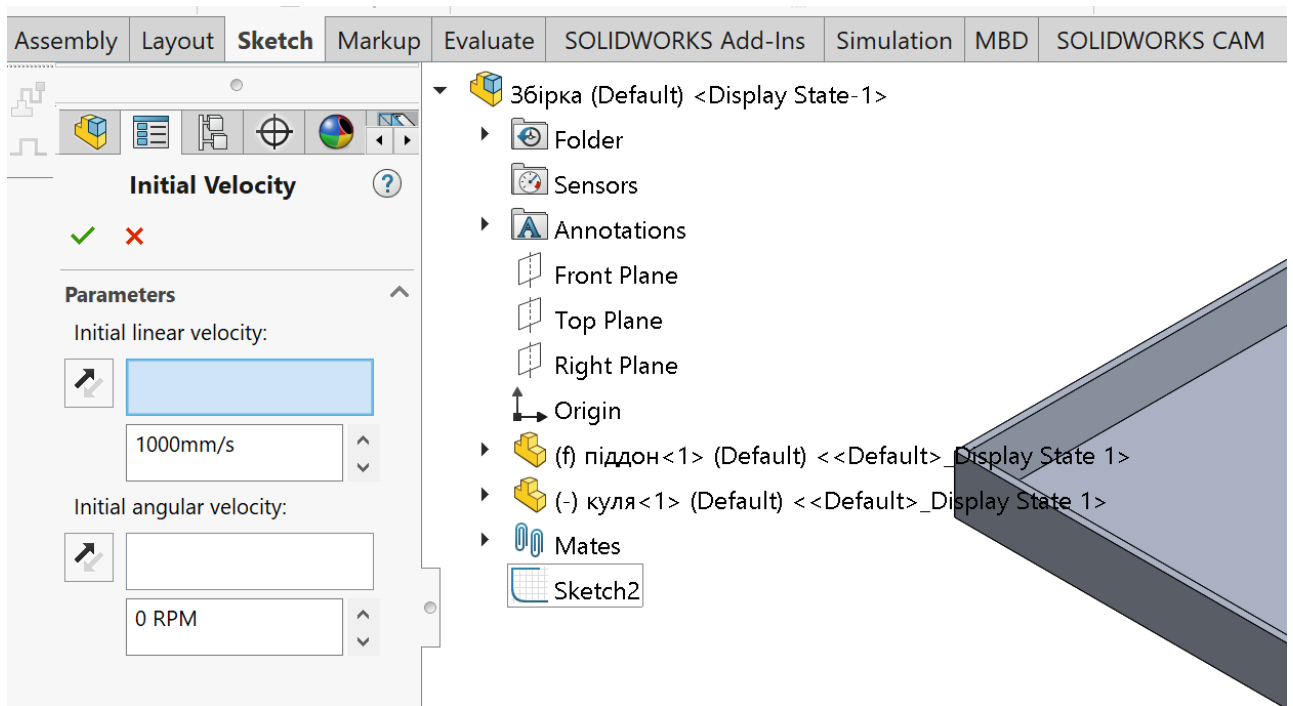 Assembly Layout Sketch Markup Evaluate SOLIDWORKS Add-Ins Simulation MBD SOLIDWORKS CAM
Initial Velocity
Parameters
Initial linear velocity:
1000mm/s
Initial angular velocity:
0 RPM
Збірка (Default) <Display State-1>
Folder
Sensors
Annotations
Front Plane
Top Plane
Right Plane
Origin
(f) піддон<1> (Default) <<Default>_Display State 1>
(-) куля<1> (Default) <<Default>_Display State 1>
Mates
Sketch2